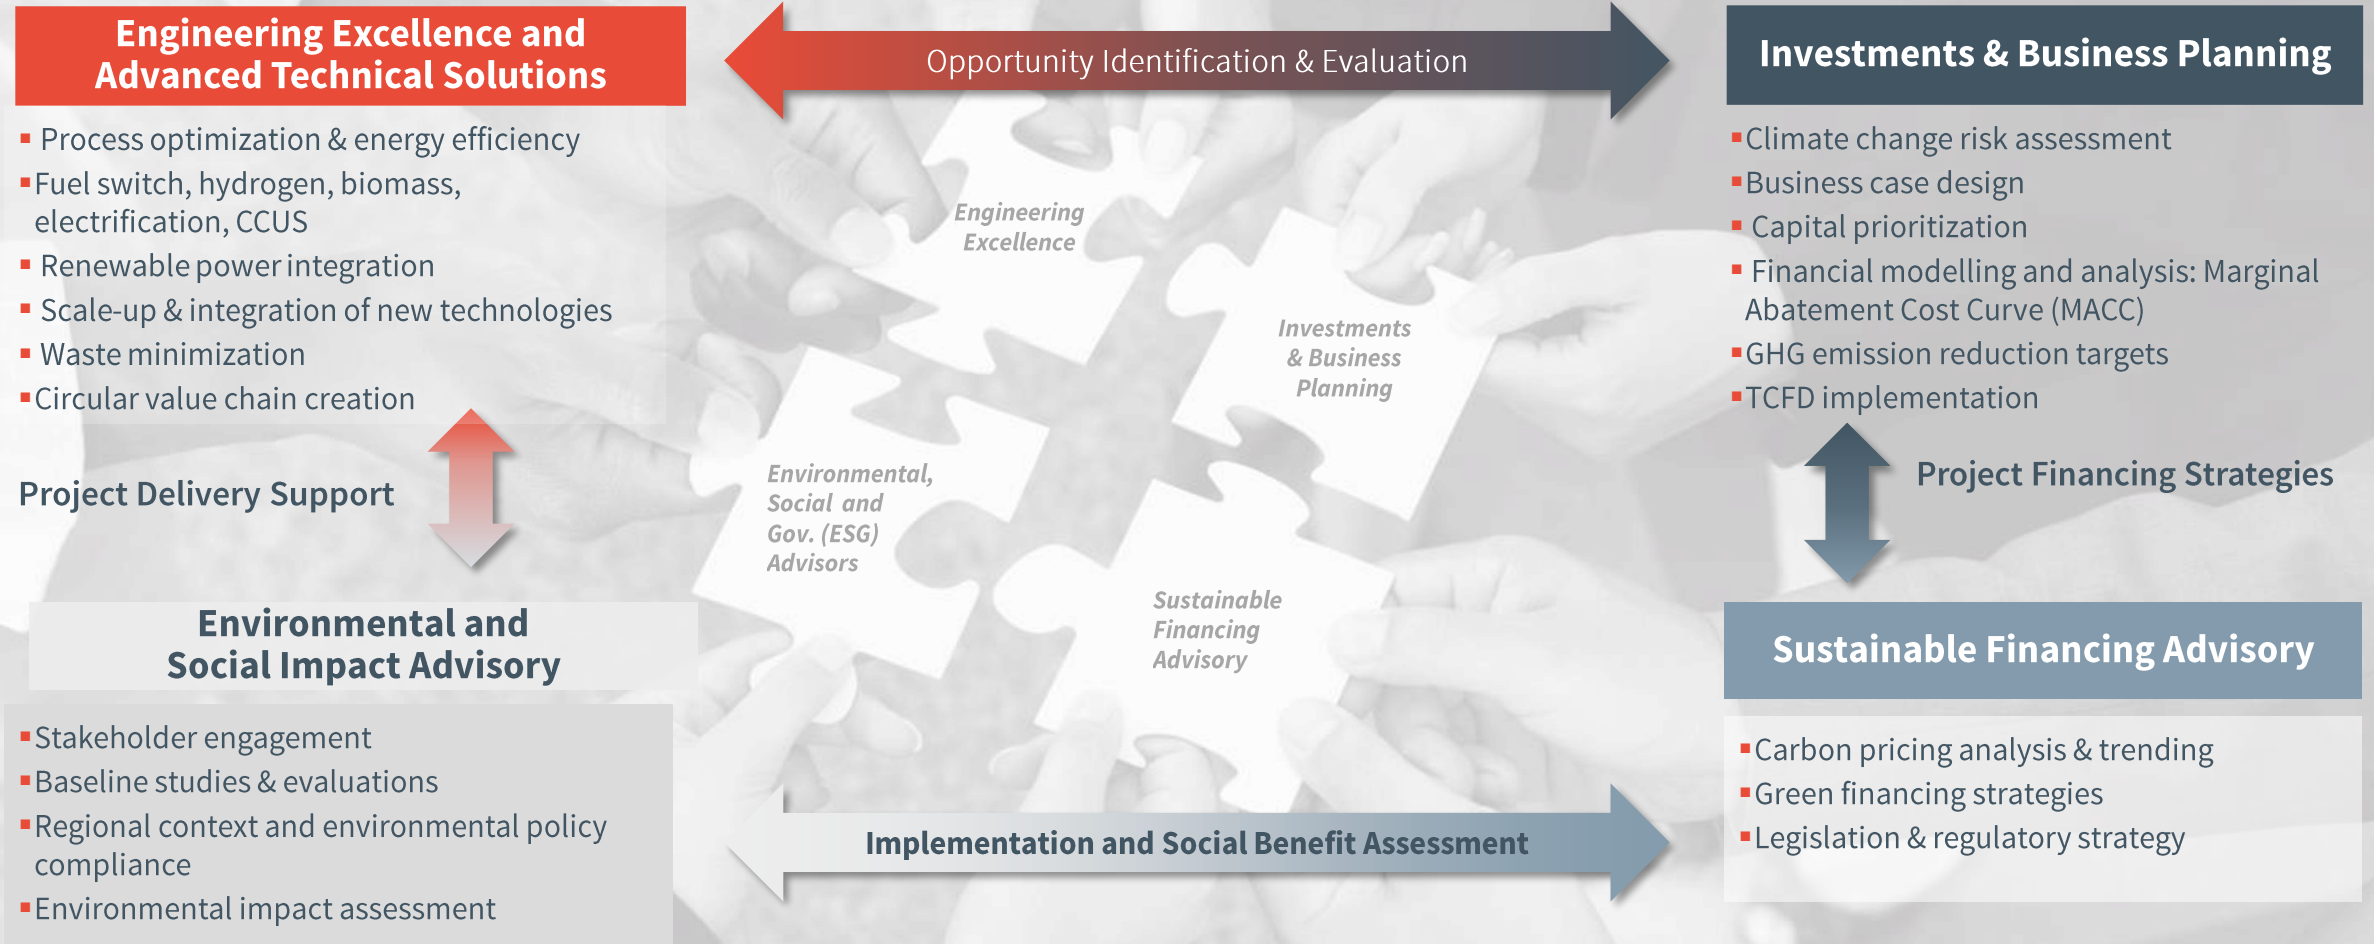 Engineering Excellence and
Advanced Technical Solutions
▪ Process optimization & energy efficiency
▪ Fuel switch, hydrogen, biomass,
electrification, CCUS
▪ Renewable power integration
▪ Scale-up & integration of new technologies
▪ Waste minimization
▪ Circular value chain creation
Opportunity Identification & Evaluation
Investments & Business Planning
▪ Climate change risk assessment
▪ Business case design
▪ Capital prioritization
▪ Financial modelling and analysis: Marginal
Abatement Cost Curve (MACC)
▪ GHG emission reduction targets
▪ TCFD implementation
Engineering
Excellence
Investments
& Business
Planning
Environmental,
Social and
Gov. (ESG)
Advisors
Sustainable
Financing
Advisory
Project Delivery Support
Project Financing Strategies
Environmental and
Social Impact Advisory
▪ Stakeholder engagement
▪ Baseline studies & evaluations
▪ Regional context and environmental policy
compliance
▪ Environmental impact assessment
Implementation and Social Benefit Assessment
Sustainable Financing Advisory
▪ Carbon pricing analysis & trending
▪ Green financing strategies
▪ Legislation & regulatory strategy